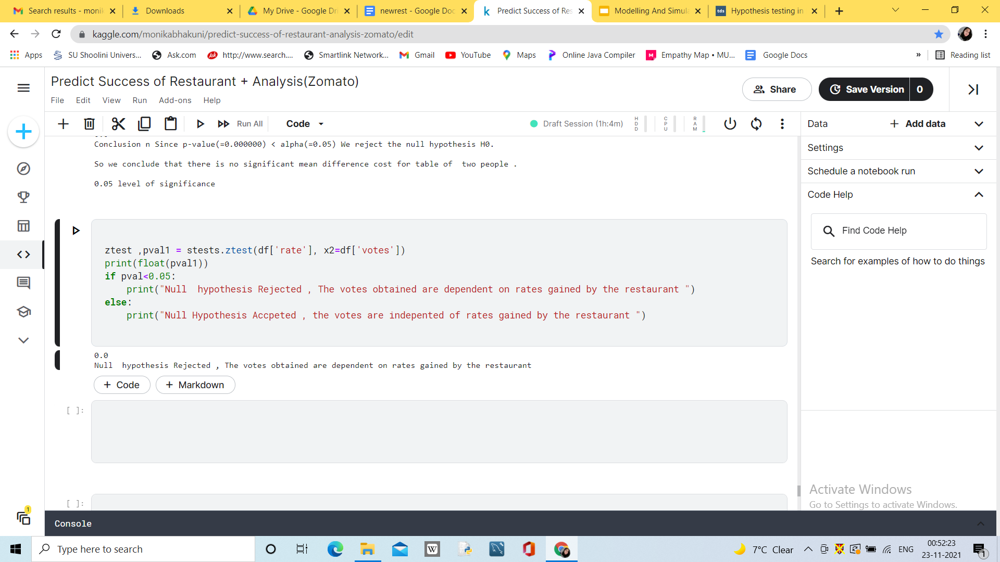 Search results - monik
Downloads
My Drive - Google Dri
newrest - Google Doc
Predict Success of Res
Modelling And Simula
tds
Hypothesis testing in
kaggle.com/monikabhakuni/predict-success-of-restaurant-analysis-zomato/edit
Apps
SU Shoolini Univers...
Ask.com
Ask
http://www.search....
Smartlink Network...
Gmail
YouTube
Maps
Online Java Compiler
Empathy Map • MU...
Google Docs
»
Reading list
Predict Success of Restaurant + Analysis(Zomato)
File Edit View Run Add-ons Help
Share
Save Version 0
Run All
Code
Draft Session (1h:4m)
HDD
CPU
RAM
Data
+ Add data
Settings
Schedule a notebook run
Code Help
Find Code Help
Search for examples of how to do things
Conclusion n Since p-value(=0.000000) < alpha(=0.05) We reject the null hypothesis H0.
So we conclude that there is no significant mean difference cost for table of  two people .
0.05 level of significance
ztest ,pval1 = stests.ztest(df['rate'], x2=df['votes'])
print(float(pval1))
if pval<0.05:
    print("Null  hypothesis Rejected , The votes obtained are dependent on rates gained by the restaurant ")
else:
    print("Null Hypothesis Accpeted , the votes are indepented of rates gained by the restaurant ")
0.0
Null  hypothesis Rejected , The votes obtained are dependent on rates gained by the restaurant
+ Code
+ Markdown
[ ]:
[ ]:
Activate Windows
Go to Settings to activate Windows.
1
Console
Type here to search
W
7°C Clear
ENG
00:52:23
23-11-2021
1